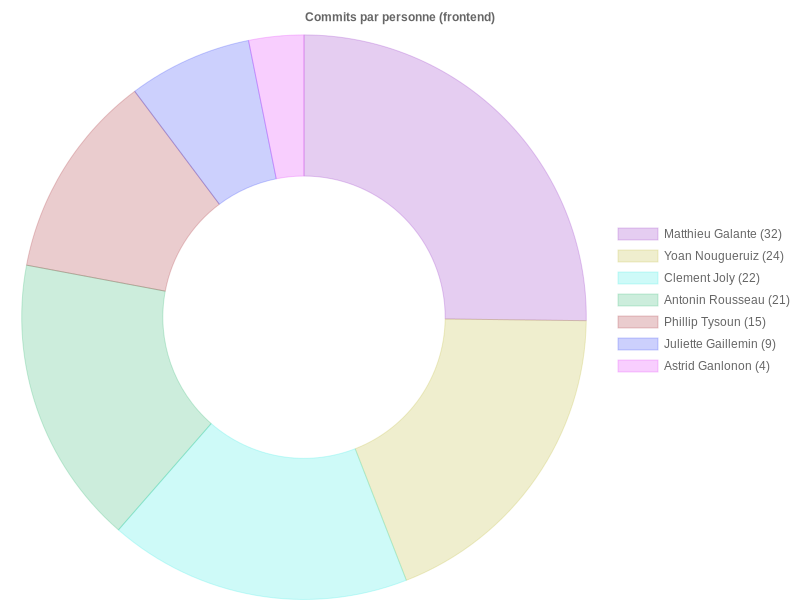 Commits par personne (frontend)
Matthieu Galante (32)
Yoan Nougueruiz (24)
Clement Joly (22)
Antonin Rousseau (21)
Phillip Tysoun (15)
Juliette Gaillemin (9)
Astrid Ganlonon (4)